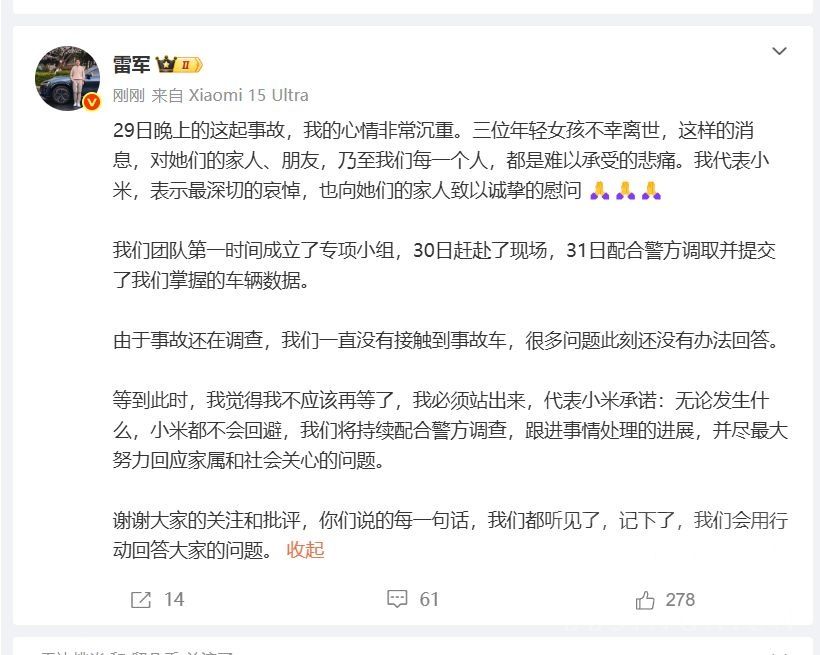 雷军
II
刚刚 来自 Xiaomi 15 Ultra
29日晚上的这起事故，我的心情非常沉重。三位年轻女孩不幸离世，这样的消
息，对她们的家人、朋友，乃至我们每一个人，都是难以承受的悲痛。我代表小
米，表示最深切的哀悼，也向她们的家人致以诚挚的慰问 🙏🙏🙏
我们团队第一时间成立了专项小组，30日赶赴了现场，31日配合警方调取并提交
了我们掌握的车辆数据。
由于事故还在调查，我们一直没有接触到事故车，很多问题此刻还没有办法回答。
等到此时，我觉得我不应该再等了，我必须站出来，代表小米承诺：无论发生什
么，小米都不会回避，我们将持续配合警方调查，跟进事情处理的进展，并尽最大
努力回应家属和社会关心的问题。
谢谢大家的关注和批评，你们说的每一句话，我们都听见了，记下了，我们会用行
动回答大家的问题。 收起
14 61 278